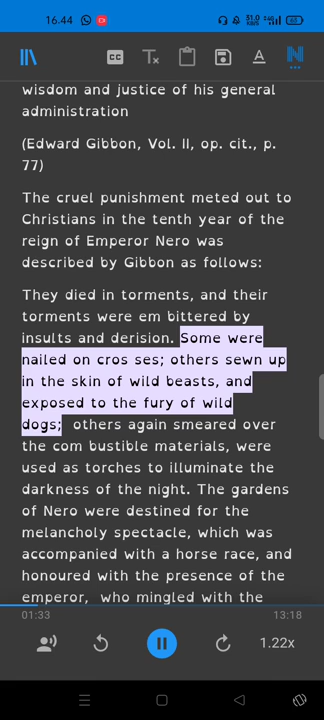 16.44
51.0 KB/S
62
CC
wisdom and justice of his general
administration
(Edward Gibbon, Vol. II, op. cit., p.
77)
The cruel punishment meted out to
Christians in the tenth year of the
reign of Emperor Nero was
described by Gibbon as follows:
They died in torments, and their
torments were em bittered by
insults and derision. Some were
nailed on cros ses; others sewn up
in the skin of wild beasts, and
exposed to the fury of wild
dogs; others again smeared over
the com bustible materials, were
used as torches to illuminate the
darkness of the night. The gardens
of Nero were destined for the
melancholy spectacle, which was
accompanied with a horse race, and
honoured with the presence of the
emperor, who mingled with the
01:33
13:18
1.22x